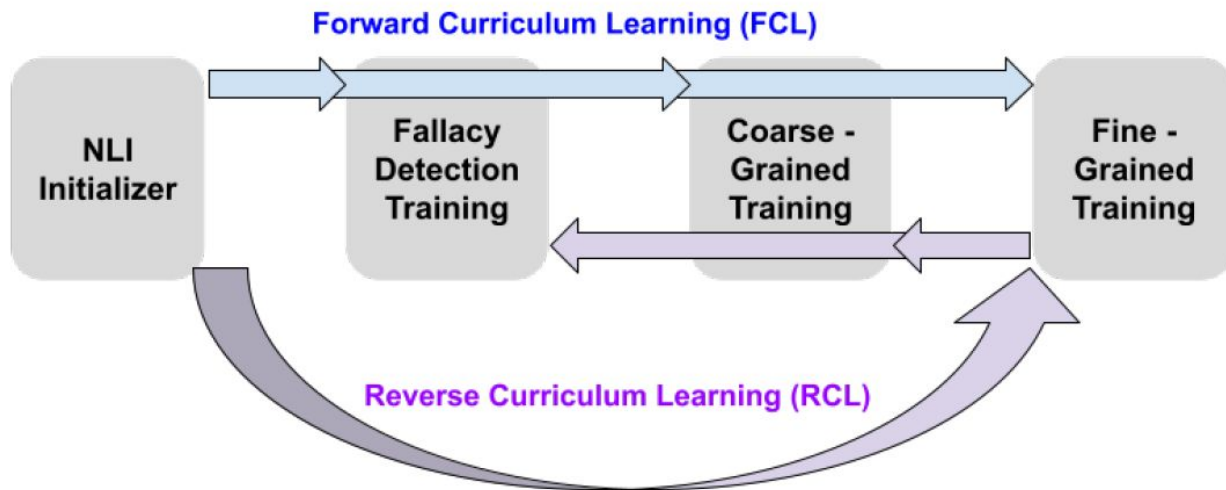 Forward Curriculum Learning (FCL)
NLI
Initializer
Fallacy
Detection
Training
Coarse -
Grained
Training
Fine -
Grained
Training
Reverse Curriculum Learning (RCL)